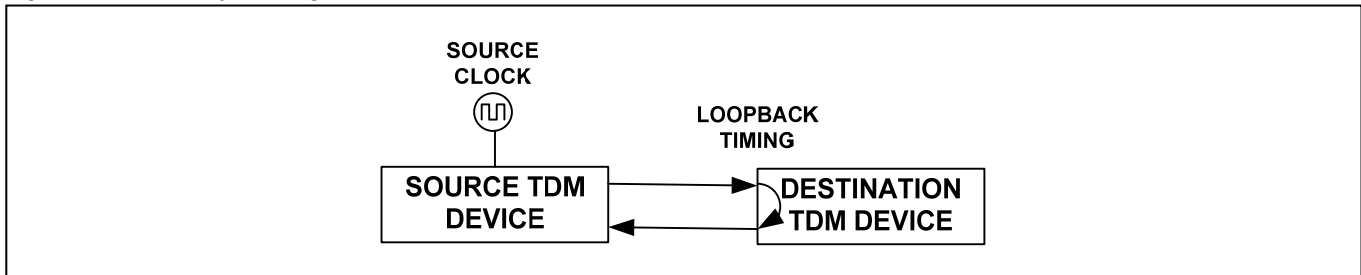 SOURCE
CLOCK
LOOPBACK
TIMING
SOURCE TDM
DEVICE
DESTINATION
TDM DEVICE